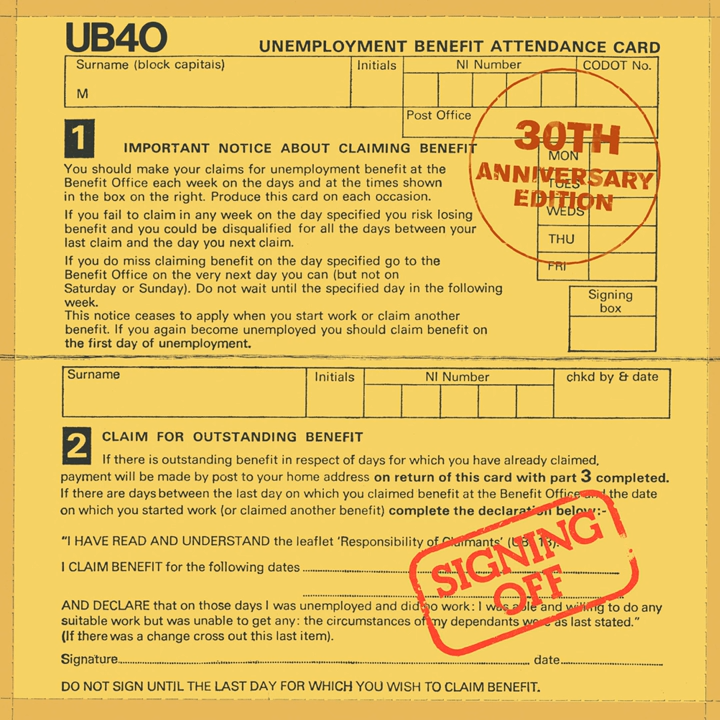 UB40
UNEMPLOYMENT BENEFIT ATTENDANCE CARD
Surname (block capitals) Initials NI Number CODOT No.
M
Post Office
1 IMPORTANT NOTICE ABOUT CLAIMING BENEFIT
You should make your claims for unemployment benefit at the
Benefit Office each week on the days and at the times shown
in the box on the right. Produce this card on each occasion.
If you fail to claim in any week on the day specified you risk losing
benefit and you could be disqualified for all the days between your
last claim and the day you next claim.
If you do miss claiming benefit on the day specified go to the
Benefit Office on the very next day you can (but not on
Saturday or Sunday). Do not wait until the specified day in the following
week.
This notice ceases to apply when you start work or claim another
benefit. If you again become unemployed you should claim benefit on
the first day of unemployment.
30TH
ANNIVERSARY
EDITION
MON
TUES
WEDS
THU
FRI
Signing
box
Surname Initials NI Number chkd by & date
2 CLAIM FOR OUTSTANDING BENEFIT
If there is outstanding benefit in respect of days for which you have already claimed,
payment will be made by post to your home address on return of this card with part 3 completed.
If there are days between the last day on which you claimed benefit at the Benefit Office and the date
on which you started work (or claimed another benefit) complete the declaration below:-
"I HAVE READ AND UNDERSTAND the leaflet 'Responsibility of Claimants' (UBL18).
I CLAIM BENEFIT for the following dates
AND DECLARE that on those days I was unemployed and did no work: I was able and willing to do any
suitable work but was unable to get any: the circumstances of my dependants were as last stated."
(If there was a change cross out this last item).
Signature date
DO NOT SIGN UNTIL THE LAST DAY FOR WHICH YOU WISH TO CLAIM BENEFIT.
SIGNING
OFF